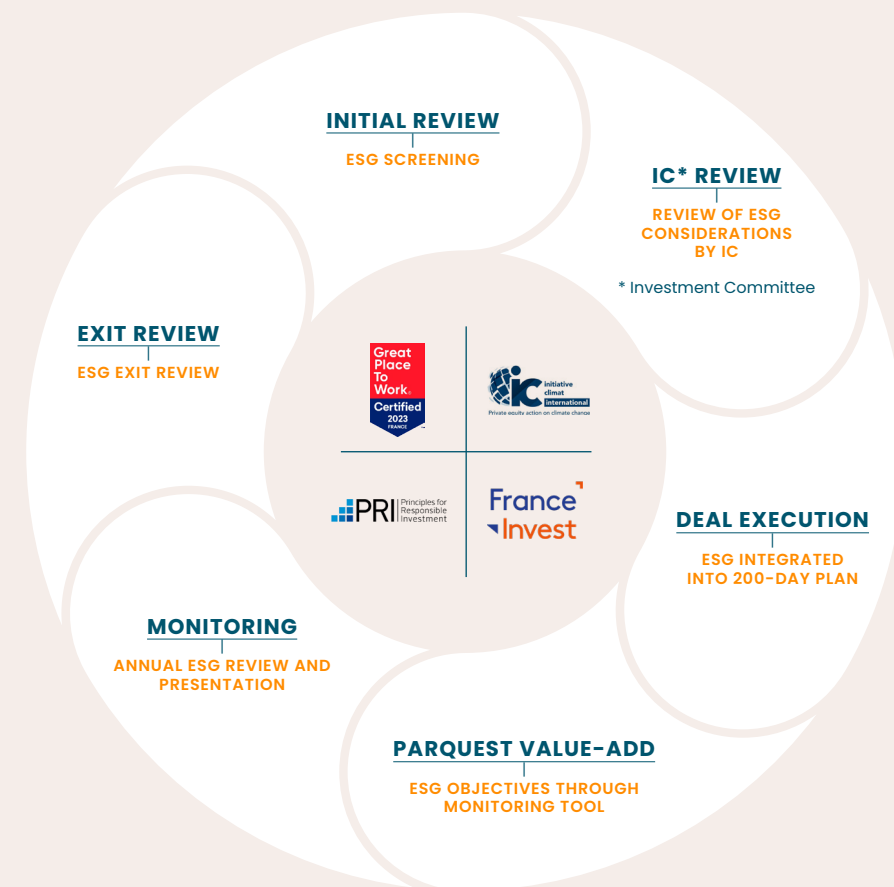 INITIAL REVIEW
ESG SCREENING
IC* REVIEW
REVIEW OF ESG
CONSIDERATIONS
BY IC
* Investment Committee
DEAL EXECUTION
ESG INTEGRATED
INTO 200-DAY PLAN
PARQUEST VALUE-ADD
ESG OBJECTIVES THROUGH
MONITORING TOOL
MONITORING
ANNUAL ESG REVIEW AND
PRESENTATION
EXIT REVIEW
ESG EXIT REVIEW
Great
Place
To
Work.
Certified
2023
FRANCE
™
iC
initiative
climat
international
Private equity action on climate change
PRI
Principles for
Responsible
Investment
France
Invest